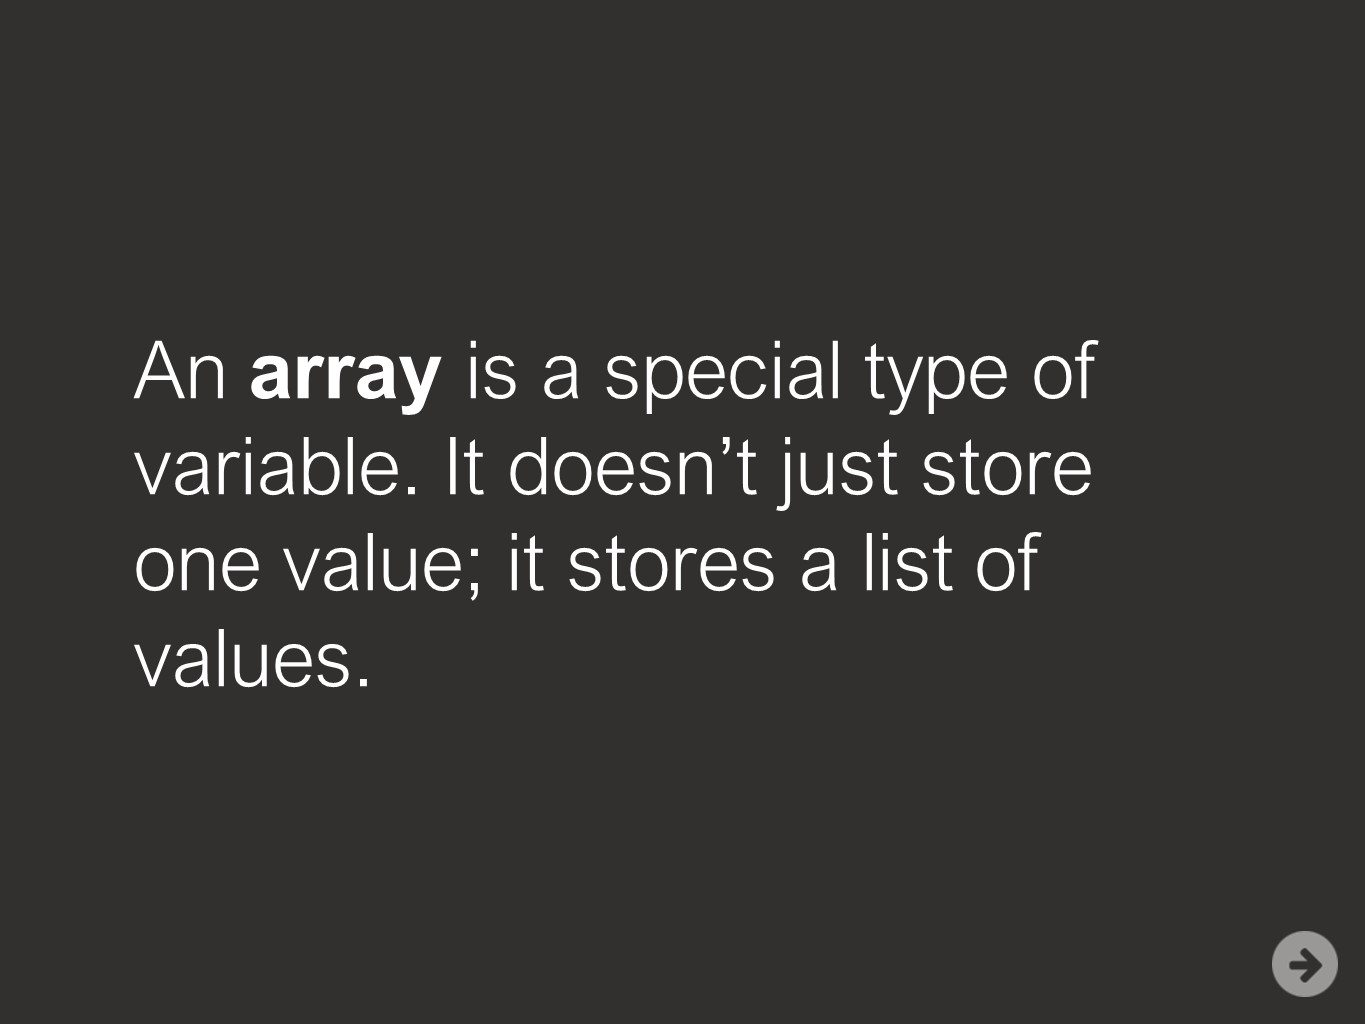 An array is a special type of
variable. It doesn’t just store
one value; it stores a list of
values.